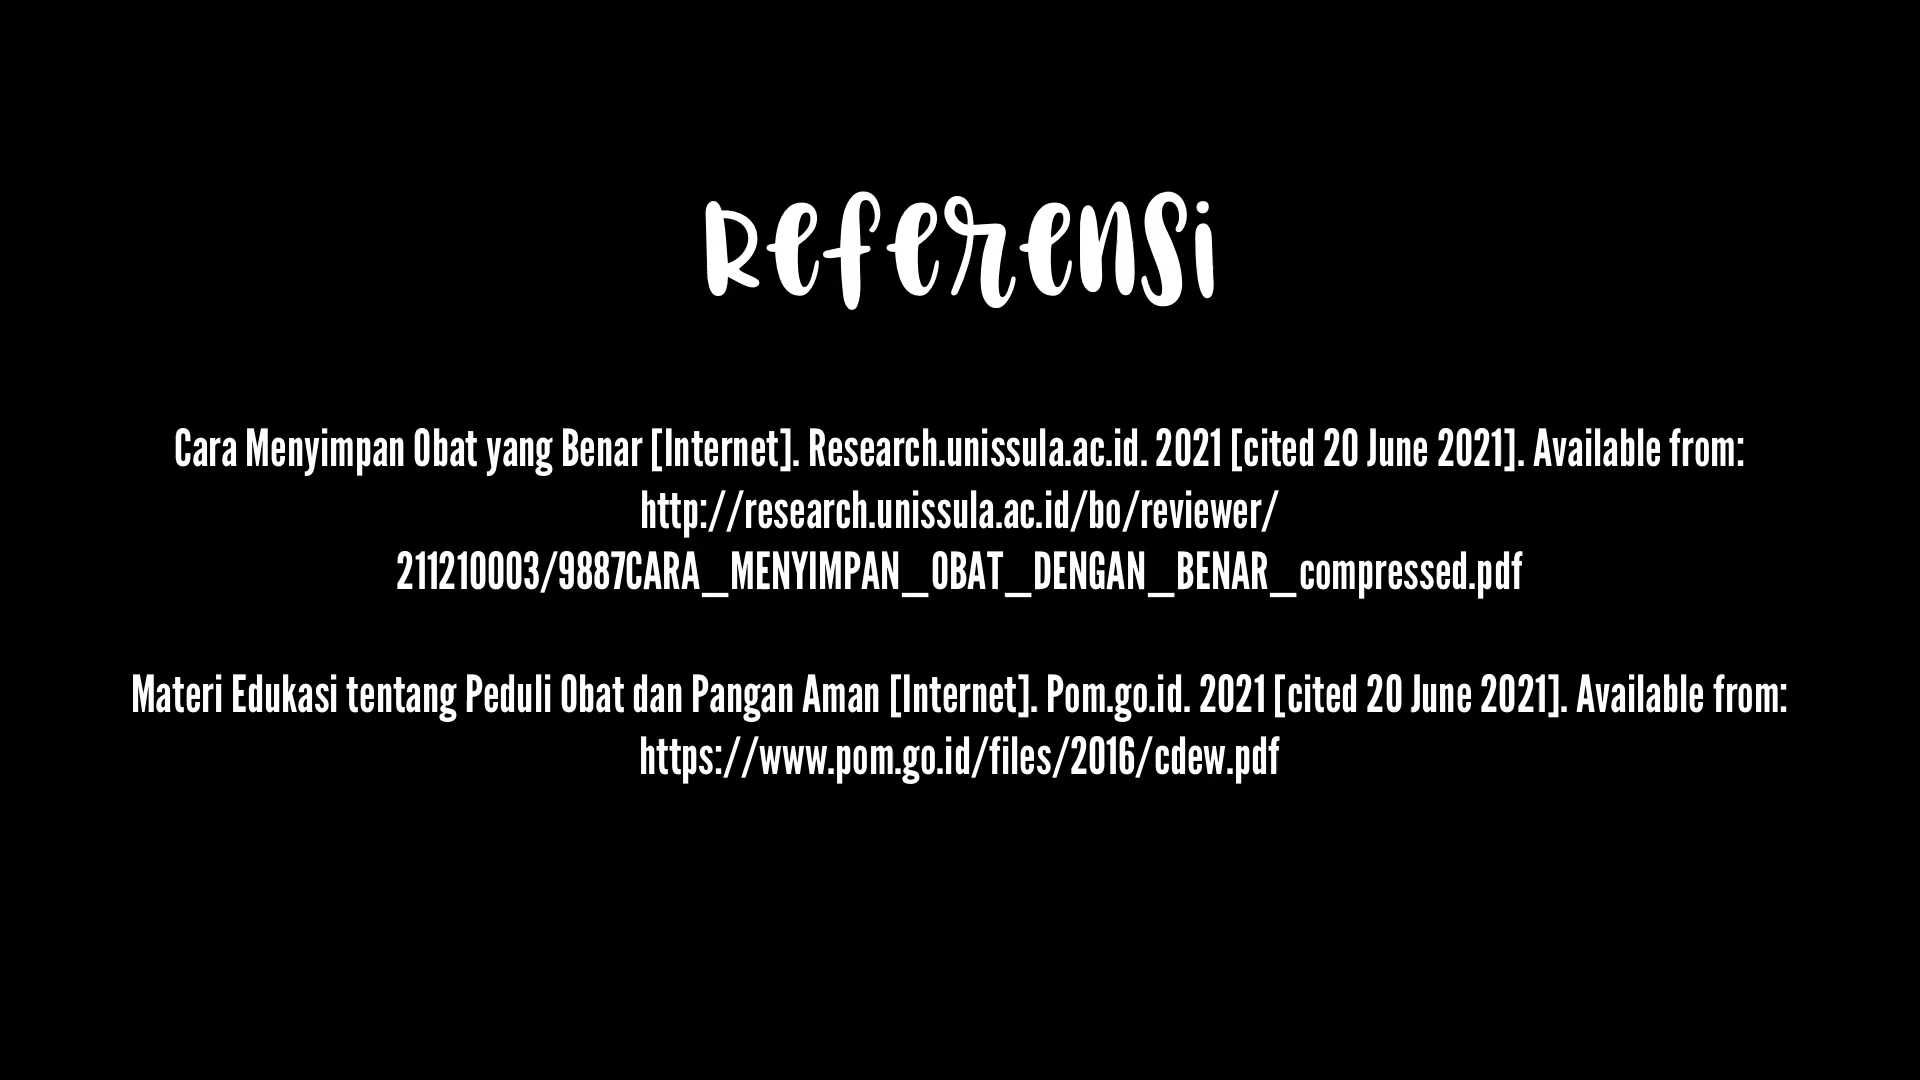 Referensi
Cara Menyimpan Obat yang Benar [Internet]. Research.unissula.ac.id. 2021 [cited 20 June 2021]. Available from:
http://research.unissula.ac.id/bo/reviewer/
211210003/9887CARA_MENYIMPAN_OBAT_DENGAN_BENAR_compressed.pdf
Materi Edukasi tentang Peduli Obat dan Pangan Aman [Internet]. Pom.go.id. 2021 [cited 20 June 2021]. Available from:
https://www.pom.go.id/files/2016/cdew.pdf